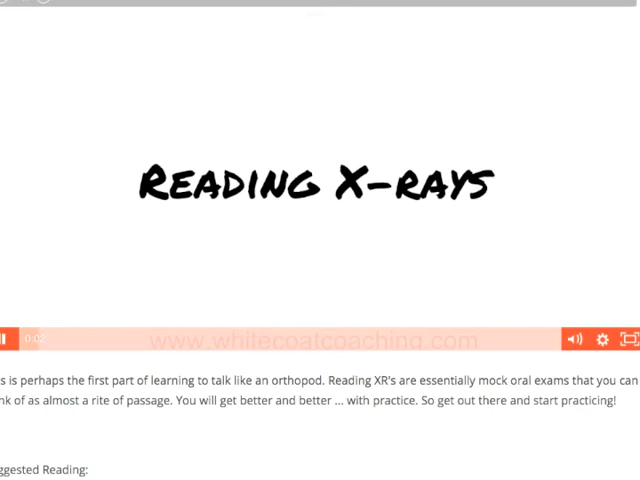 READING X-RAYS
0:02
www.whitecoatcoaching.com
is perhaps the first part of learning to talk like an orthopod. Reading XR's are essentially mock oral exams that you can
of as almost a rite of passage. You will get better and better ... with practice. So get out there and start practicing!
Reading: